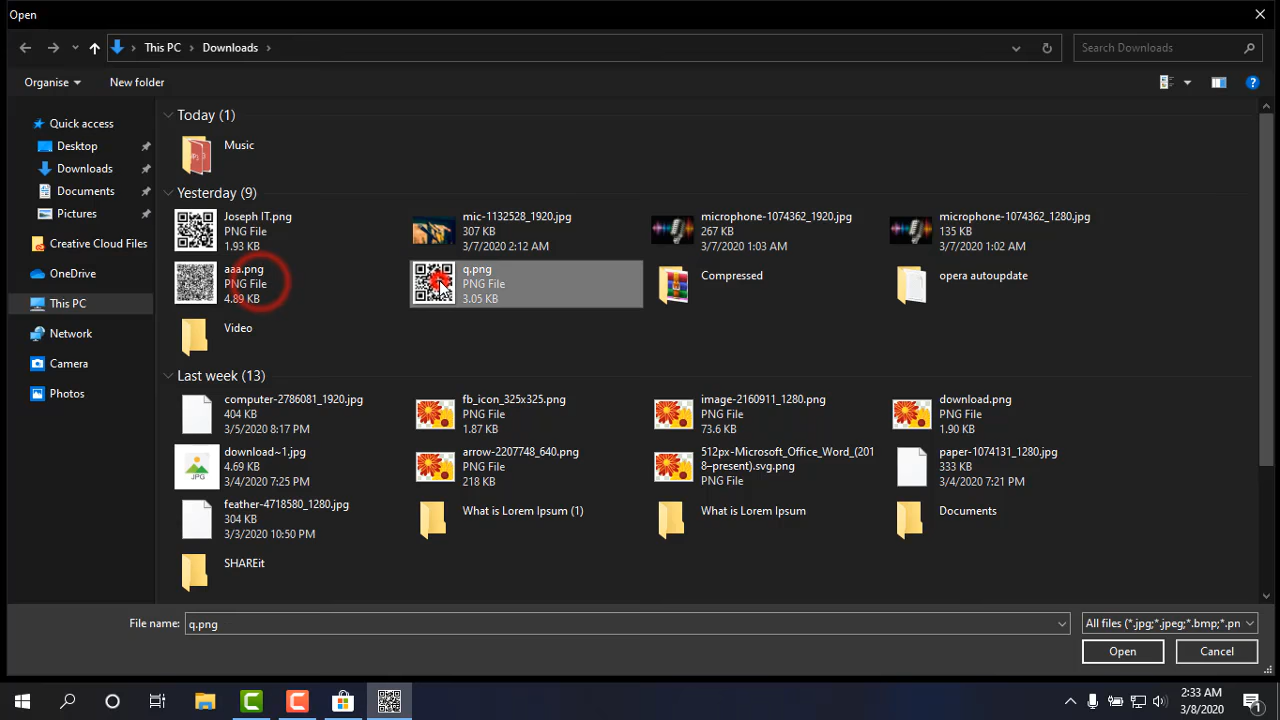 Open
This PC
Downloads
Search Downloads
Organise
New folder
Quick access
Desktop
Downloads
Documents
Pictures
Creative Cloud Files
OneDrive
This PC
Network
Camera
Photos
Today (1)
Music
Yesterday (9)
Joseph IT.png
PNG File
1.93 KB
mic-1132528_1920.jpg
307 KB
3/7/2020 2:12 AM
microphone-1074362_1920.jpg
267 KB
3/7/2020 1:03 AM
microphone-1074362_1280.jpg
135 KB
3/7/2020 1:02 AM
aaa.png
PNG File
4.89 KB
q.png
PNG File
3.05 KB
Compressed
opera autoupdate
Video
Last week (13)
computer-2786081_1920.jpg
404 KB
3/5/2020 8:17 PM
fb_icon_325x325.png
PNG File
1.87 KB
image-2160911_1280.png
PNG File
73.6 KB
download.png
PNG File
1.90 KB
download~1.jpg
4.69 KB
3/4/2020 7:25 PM
arrow-2207748_640.png
PNG File
218 KB
512px-Microsoft_Office_Word_(201
8–present).svg.png
PNG File
paper-1074131_1280.jpg
333 KB
3/4/2020 7:21 PM
feather-4718580_1280.jpg
304 KB
3/3/2020 10:50 PM
What is Lorem Ipsum (1)
What is Lorem Ipsum
Documents
SHAREit
File name:
q.png
All files (*.jpg;*.jpeg;*.bmp;*.pn
Open
Cancel
2:33 AM
3/8/2020
1